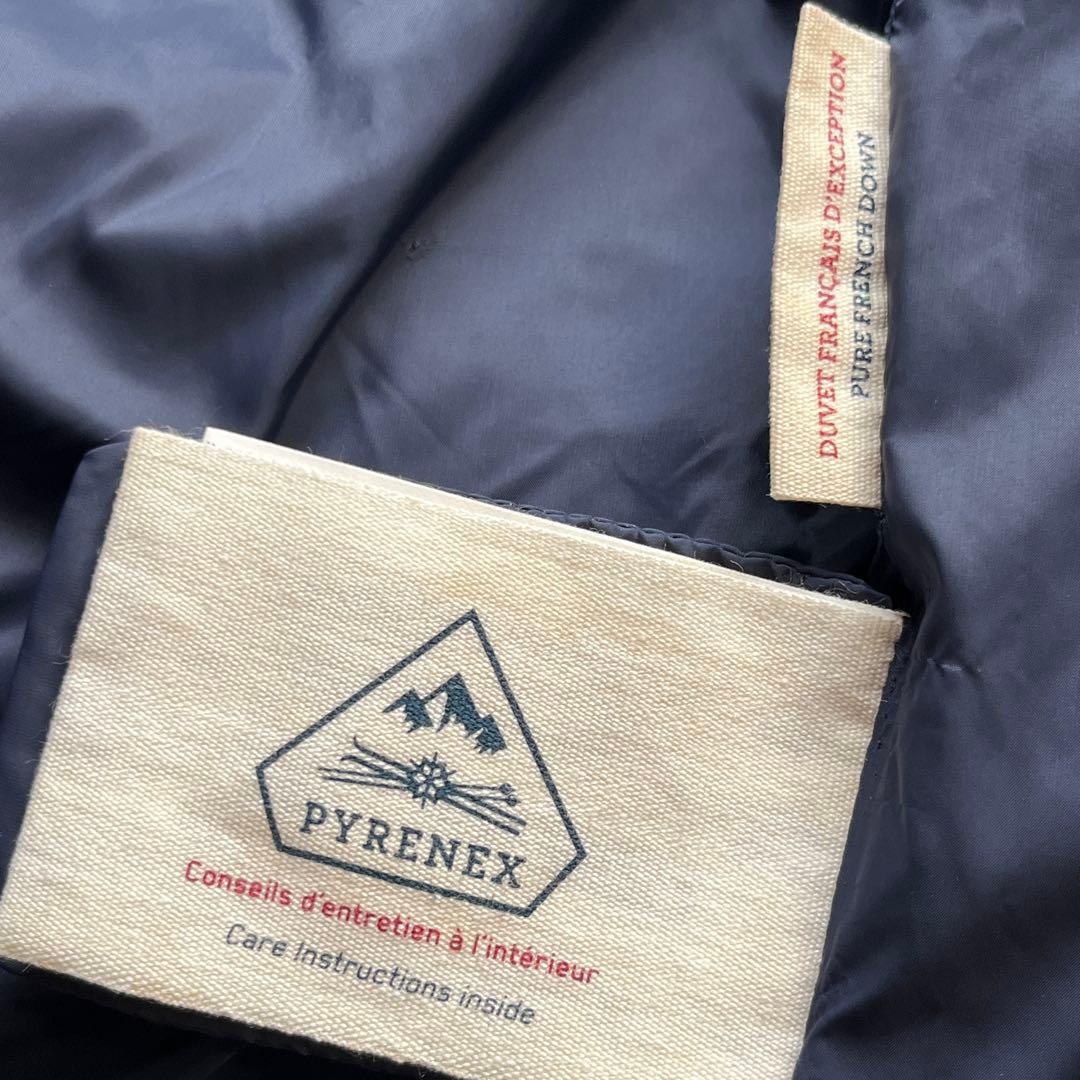 DUVET FRANÇAIS D'EXCEPTION
PURE FRENCH DOWN
PYRENEX
Conseils d'entretien à l'intérieur
Care Instructions inside